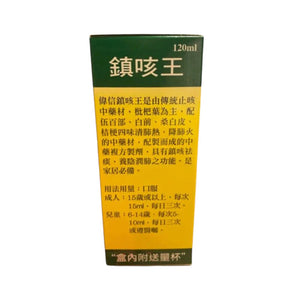 120ml
鎮咳王
偉信鎮咳王是由傳統止咳
中藥材，枇杷葉為主、配
伍百部、白前、桑白皮、
桔梗四味清肺熱、降肺火
的中藥材，配製而成的中
藥複方製劑。具有鎮咳祛
痰、養陰潤肺之功能。是
家居必備。
用法用量：口服
成人：15歲或以上、每次
15ml，每日三次。
兒童：6-14歲、每次5-
10ml，每日三次
或遵醫囑。
“盒內附送量杯”